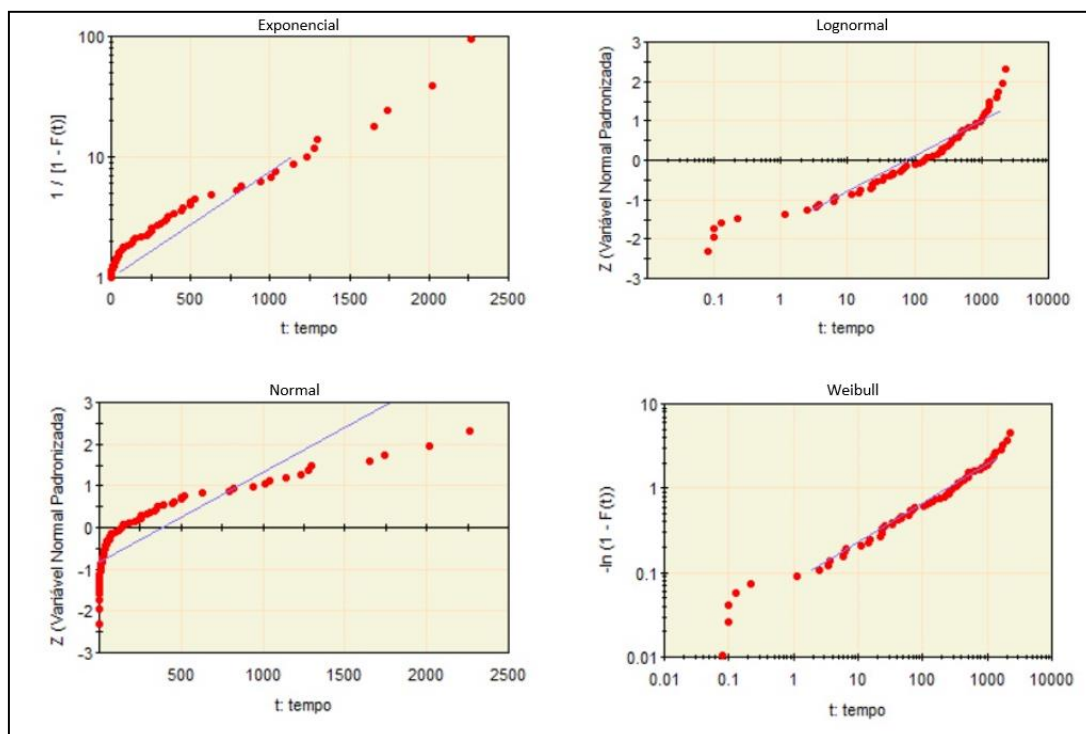 Exponencial
1 / [1 - F(t)]
100
10
1
0 500 1000 1500 2000 2500
t: tempo
Lognormal
Z (Variável Normal Padronizada)
3
2
1
0
-1
-2
-3
0.1 1 10 100 1000 10000
t: tempo
Normal
Z (Variável Normal Padronizada)
3
2
1
0
-1
-2
-3
500 1000 1500 2000 2500
t: tempo
Weibull
-ln (1 - F(t))
10
1
0.1
0.01
0.01 0.1 1 10 100 1000 10000
t: tempo